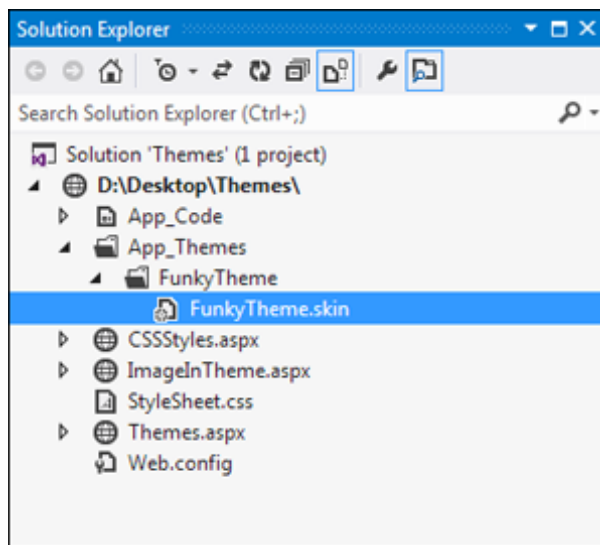 Solution Explorer
Search Solution Explorer (Ctrl+;)
Solution 'Themes' (1 project)
D:\Desktop\Themes\
App_Code
App_Themes
FunkyTheme
FunkyTheme.skin
CSSStyles.aspx
ImageInTheme.aspx
StyleSheet.css
Themes.aspx
Web.config